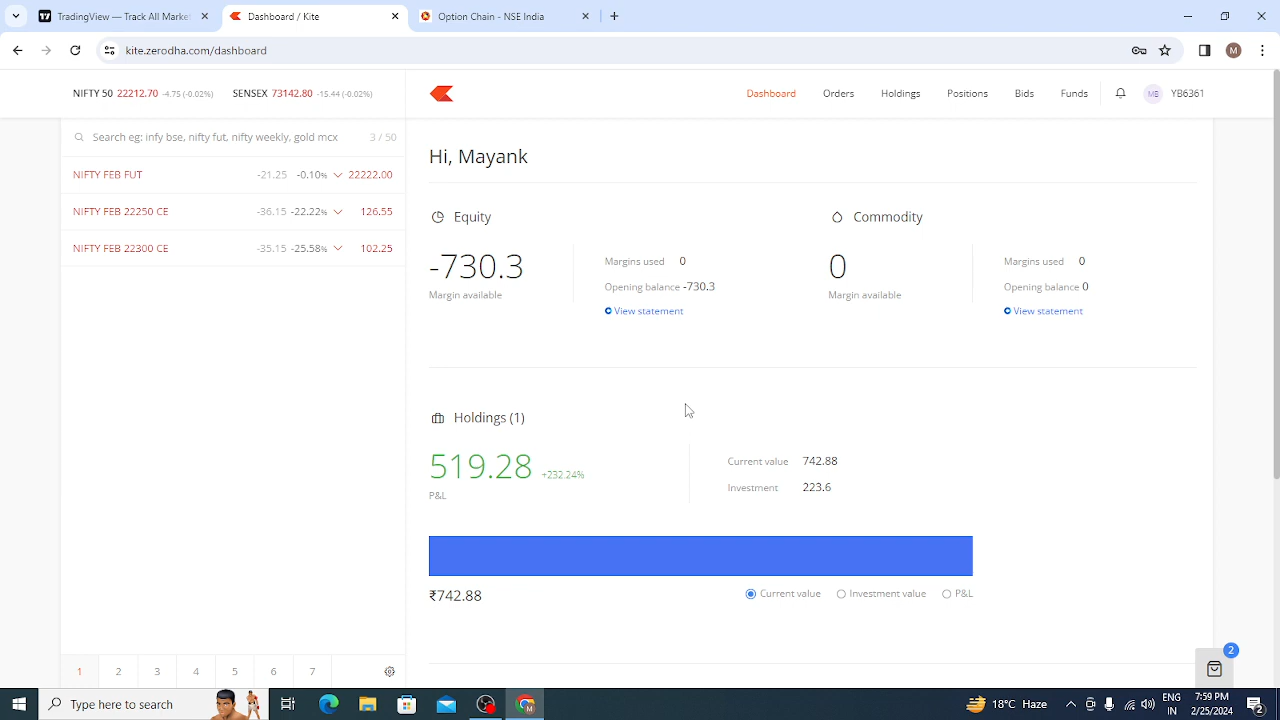 TradingView — Track All Market
Dashboard / Kite
Option Chain - NSE India
kite.zerodha.com/dashboard
M
NIFTY 50 22212.70 -4.75 (-0.02%) SENSEX 73142.80 -15.44 (-0.02%)
Dashboard Orders Holdings Positions Bids Funds ME YB6361
Search eg: infy bse, nifty fut, nifty weekly, gold mcx 3 / 50
NIFTY FEB FUT -21.25 -0.10% 22222.00
NIFTY FEB 22250 CE -36.15 -22.22% 126.55
NIFTY FEB 22300 CE -35.15 -25.58% 102.25
Hi, Mayank
Equity
-730.3
Margin available
Margins used 0
Opening balance -730.3
View statement
Commodity
0
Margin available
Margins used 0
Opening balance 0
View statement
Holdings (1)
519.28 +232.24%
P&L
Current value 742.88
Investment 223.6
₹742.88
Current value Investment value P&L
1 2 3 4 5 6 7
2
Type here to search
18°C Haze
ENG
IN
7:59 PM
2/25/2024
2